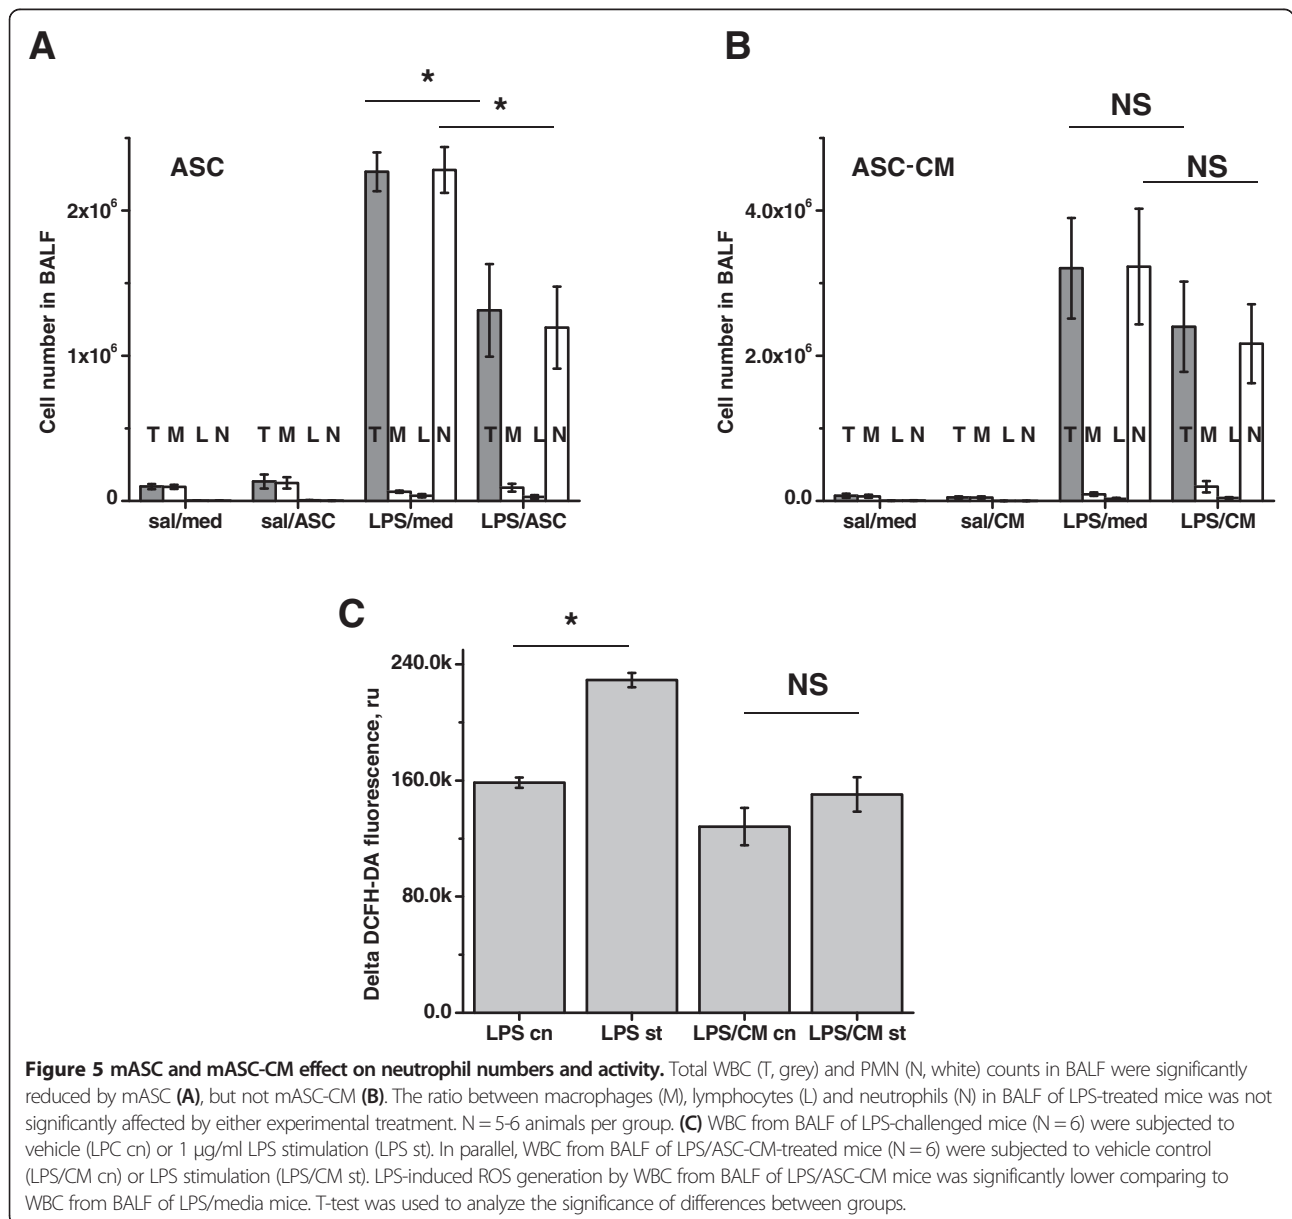 A
B
*
*
NS
NS
ASC
ASC-CM
Cell number in BALF
2x10⁶
1x10⁶
0
T M L N T M L N T M L N T M L N
sal/med sal/ASC LPS/med LPS/ASC
Cell number in BALF
4.0x10⁶
2.0x10⁶
0.0
T M L N T M L N T M L N T M L N
sal/med sal/CM LPS/med LPS/CM
C
*
NS
Delta DCFH-DA fluorescence, ru
240.0k
160.0k
80.0k
0.0
LPS cn LPS st LPS/CM cn LPS/CM st
Figure 5 mASC and mASC-CM effect on neutrophil numbers and activity. Total WBC (T, grey) and PMN (N, white) counts in BALF were significantly
reduced by mASC (A), but not mASC-CM (B). The ratio between macrophages (M), lymphocytes (L) and neutrophils (N) in BALF of LPS-treated mice was not
significantly affected by either experimental treatment. N = 5-6 animals per group. (C) WBC from BALF of LPS-challenged mice (N = 6) were subjected to
vehicle (LPC cn) or 1 μg/ml LPS stimulation (LPS st). In parallel, WBC from BALF of LPS/ASC-CM-treated mice (N = 6) were subjected to vehicle control
(LPS/CM cn) or LPS stimulation (LPS/CM st). LPS-induced ROS generation by WBC from BALF of LPS/ASC-CM mice was significantly lower comparing to
WBC from BALF of LPS/media mice. T-test was used to analyze the significance of differences between groups.